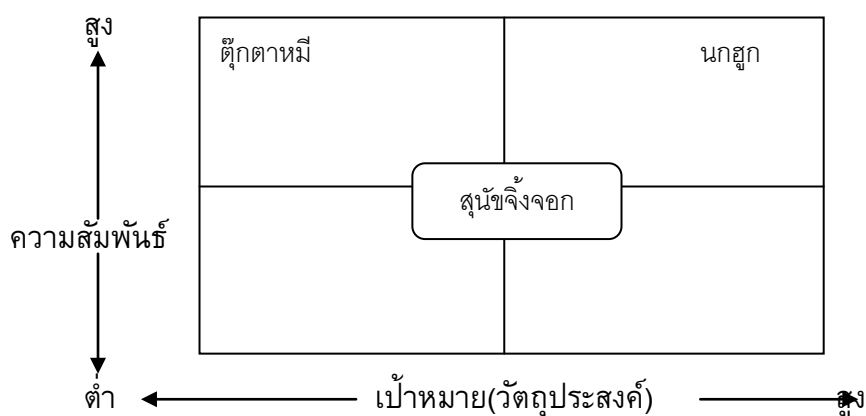 สูง
ตุ๊กตาหมี นกฮูก
สุนัขจิ้งจอก
ความสัมพันธ์
ต่ำ เป้าหมาย(วัตถุประสงค์) สูง